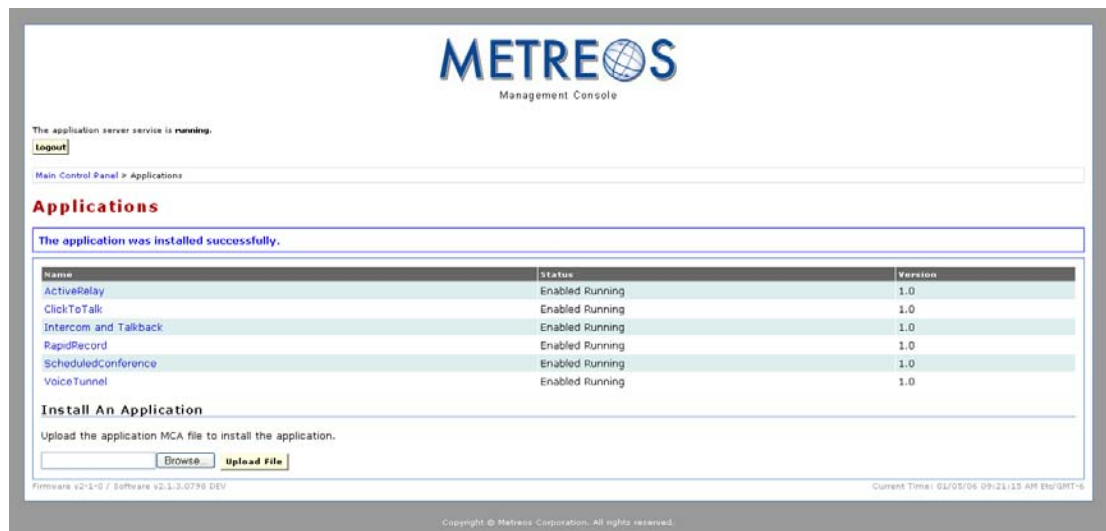 METREOS
Management Console
The application server service is running.
Logout
Main Control Panel > Applications
Applications
The application was installed successfully.
Name Status Version
ActiveRelay Enabled Running 1.0
ClickToTalk Enabled Running 1.0
Intercom and Talkback Enabled Running 1.0
RapidRecord Enabled Running 1.0
ScheduledConference Enabled Running 1.0
VoiceTunnel Enabled Running 1.0
Install An Application
Upload the application MCA file to install the application.
Browse... Upload File
Firmware v2-1-0 / Software v2.1.3.0798 DEV Current Time: 01/05/06 09:21:15 AM Etc/GMT-6
Copyright © Metreos Corporation. All rights reserved.